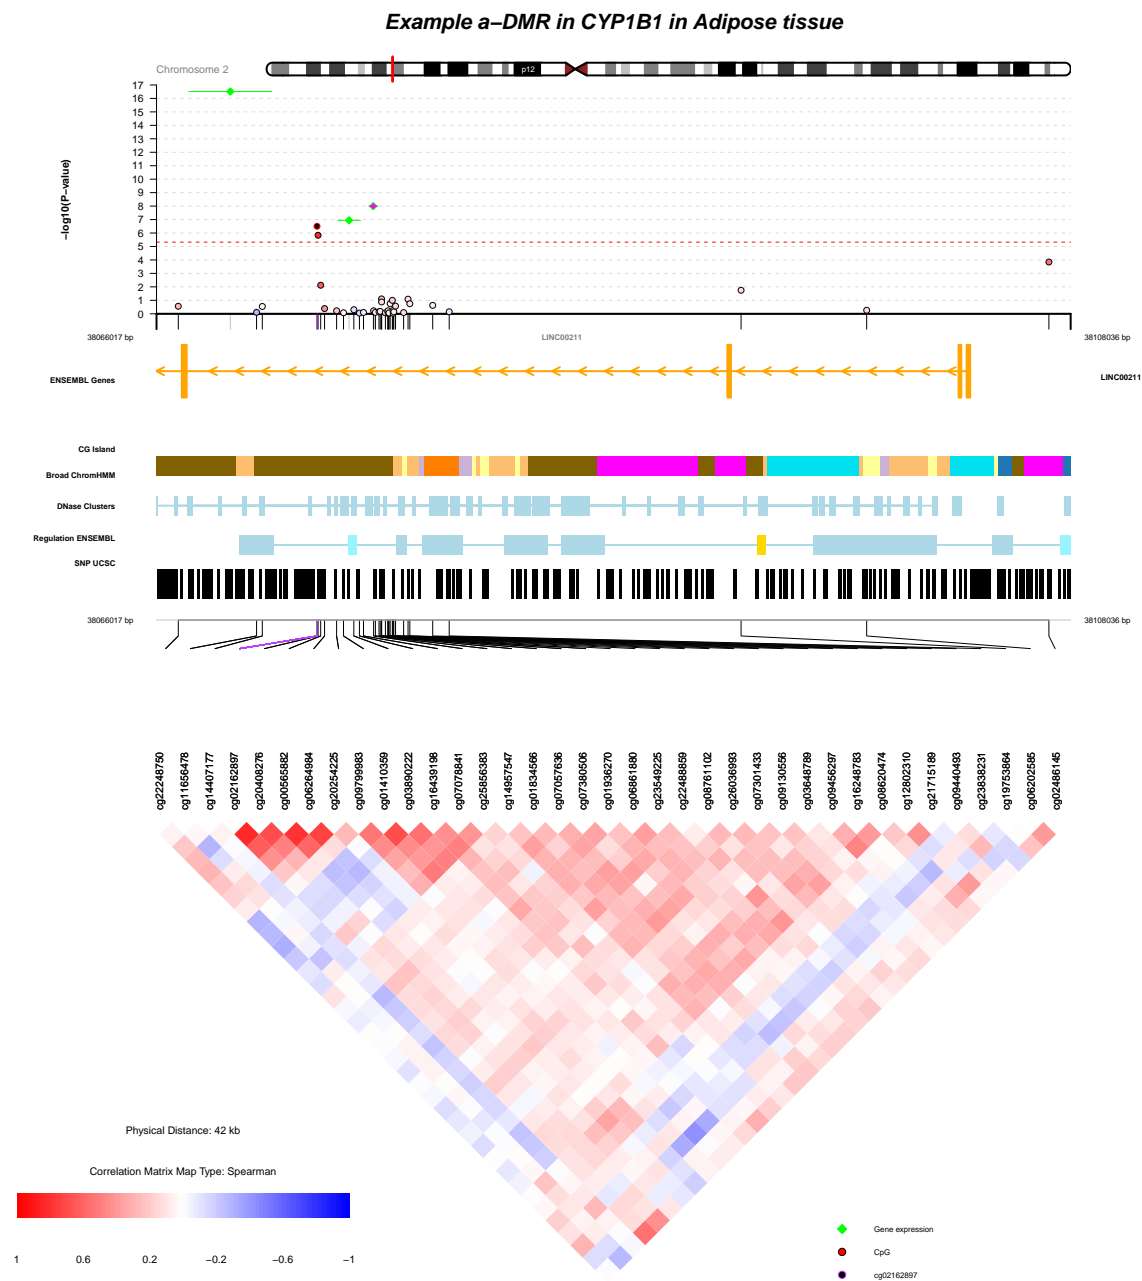 Example a–DMR in CYP1B1 in Adipose tissue
Chromosome 2
p12
–log10(P–value)
17
16
15
14
13
12
11
10
9
8
7
6
5
4
3
2
1
0
38066017 bp
LINC00211
38108036 bp
ENSEMBL Genes
LINC00211
CG Island
Broad ChromHMM
DNase Clusters
Regulation ENSEMBL
SNP UCSC
38066017 bp
38108036 bp
cg22248750
cg11656478
cg14407177
cg02162897
cg20408276
cg00565882
cg06264984
cg20254225
cg09799983
cg01410359
cg03890222
cg16439198
cg07078841
cg25856383
cg14957547
cg01834566
cg07057636
cg07380506
cg01936270
cg06861880
cg23549225
cg22488859
cg08761102
cg26036993
cg07301433
cg09130556
cg03648789
cg09456297
cg16248783
cg08620474
cg12802310
cg21715189
cg09440493
cg23838231
cg19753864
cg06202585
cg02486145
Physical Distance: 42 kb
Correlation Matrix Map Type: Spearman
1 0.6 0.2 −0.2 −0.6 −1
Gene expression
CpG
cg02162897